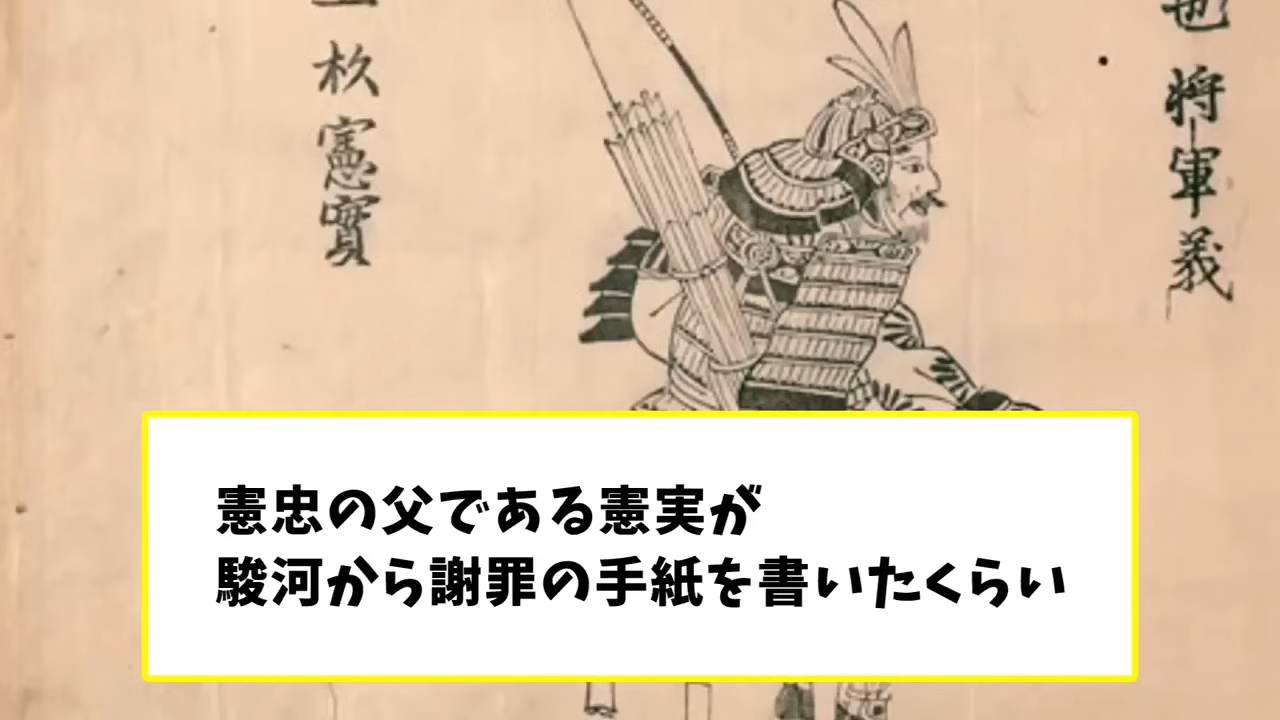 也将軍義
杦憲實
憲忠の父である憲実が
駿河から謝罪の手紙を書いたくらい